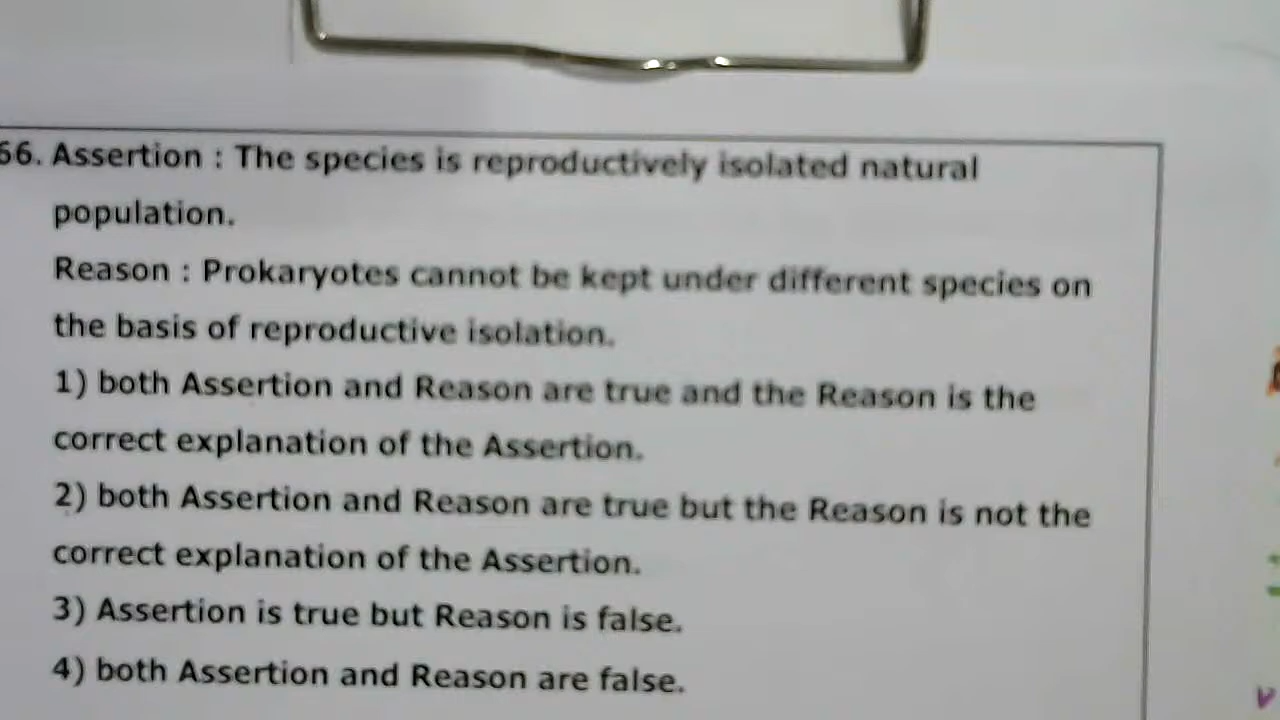 66. Assertion : The species is reproductively isolated natural
population.
Reason : Prokaryotes cannot be kept under different species on
the basis of reproductive isolation.
1) both Assertion and Reason are true and the Reason is the
correct explanation of the Assertion.
2) both Assertion and Reason are true but the Reason is not the
correct explanation of the Assertion.
3) Assertion is true but Reason is false.
4) both Assertion and Reason are false.